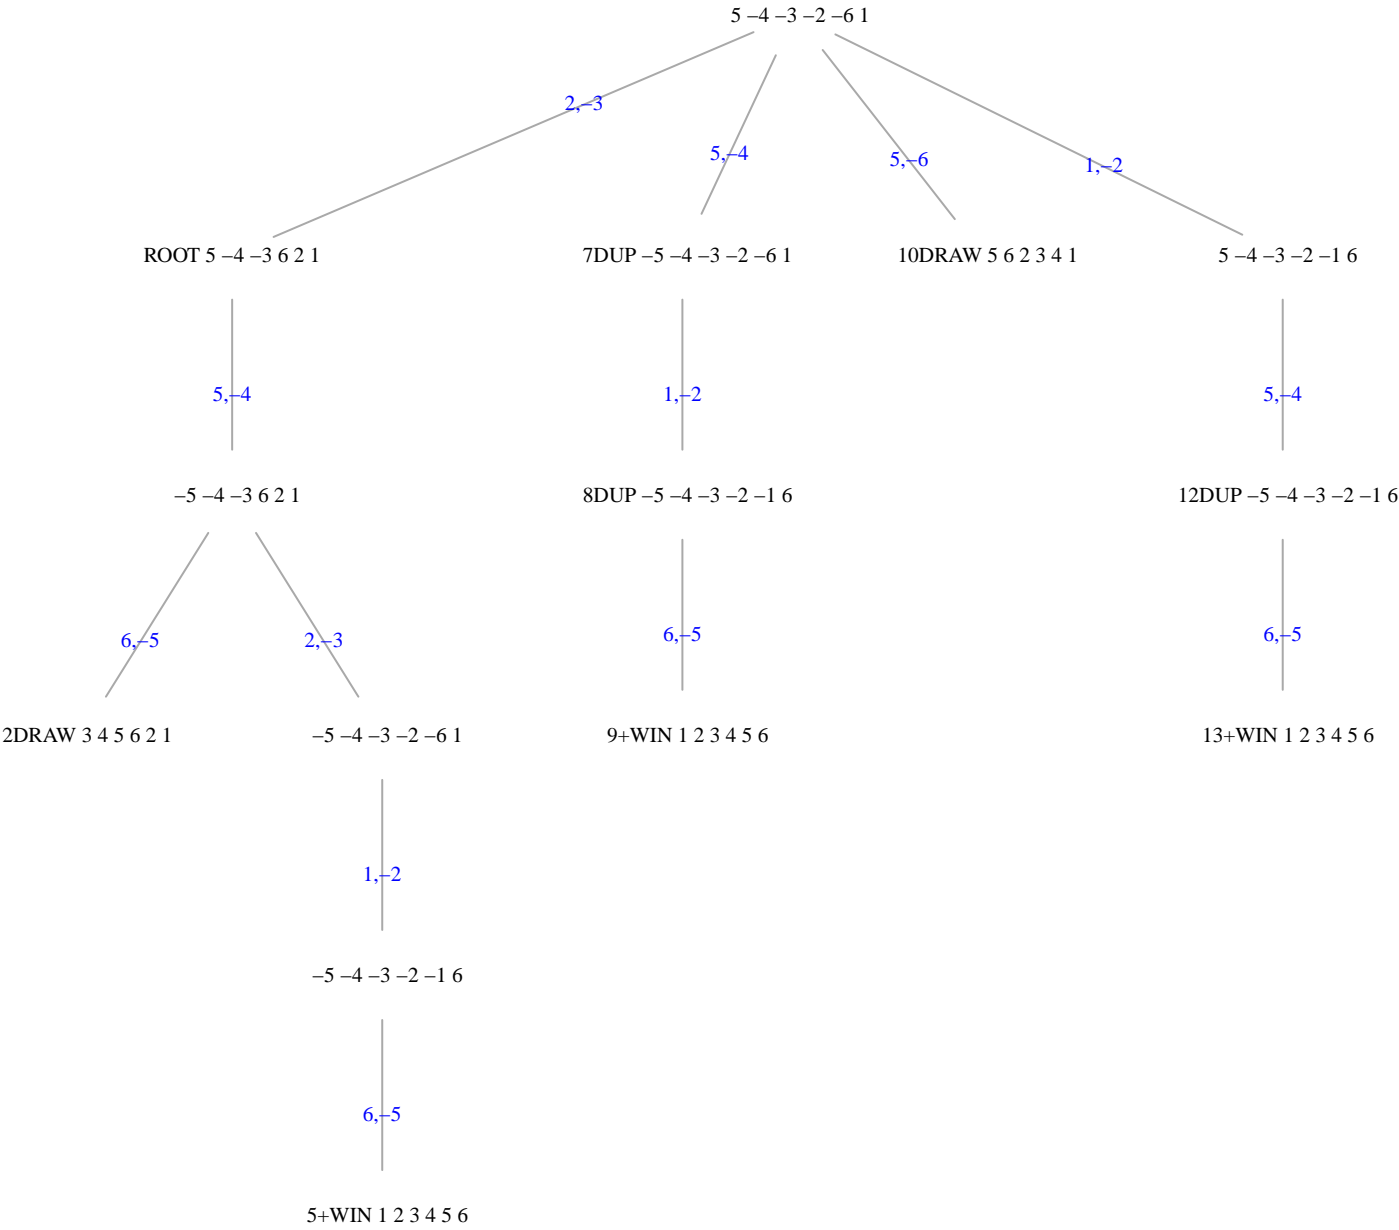 5 –4 –3 –2 –6 1
2,–3
5,–4
5,–6
1,–2
ROOT 5 –4 –3 6 2 1
7DUP –5 –4 –3 –2 –6 1
10DRAW 5 6 2 3 4 1
5 –4 –3 –2 –1 6
5,–4
1,–2
5,–4
–5 –4 –3 6 2 1
8DUP –5 –4 –3 –2 –1 6
12DUP –5 –4 –3 –2 –1 6
6,–5
2,–3
6,–5
6,–5
2DRAW 3 4 5 6 2 1
–5 –4 –3 –2 –6 1
9+WIN 1 2 3 4 5 6
13+WIN 1 2 3 4 5 6
1,–2
–5 –4 –3 –2 –1 6
6,–5
5+WIN 1 2 3 4 5 6